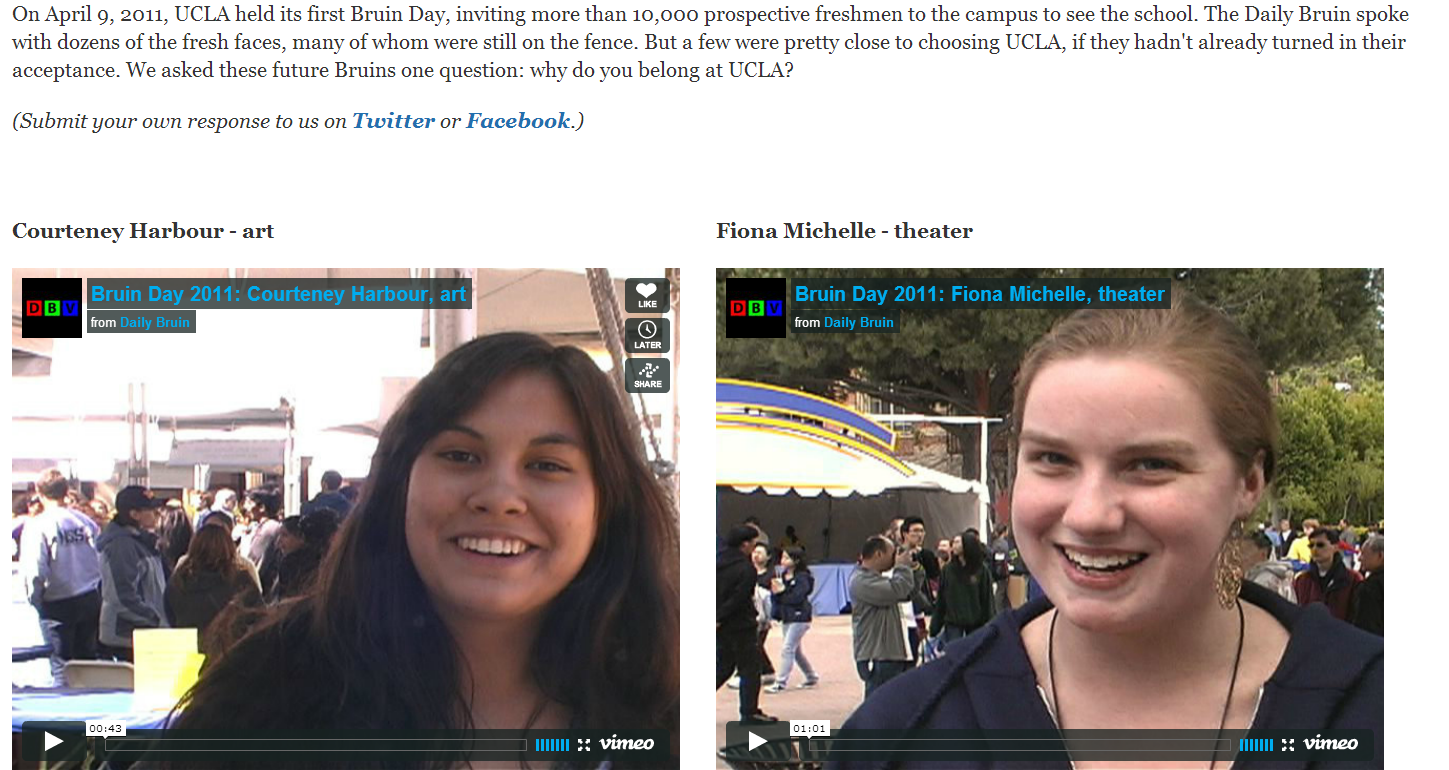 On April 9, 2011, UCLA held its first Bruin Day, inviting more than 10,000 prospective freshmen to the campus to see the school. The Daily Bruin spoke
with dozens of the fresh faces, many of whom were still on the fence. But a few were pretty close to choosing UCLA, if they hadn't already turned in their
acceptance. We asked these future Bruins one question: why do you belong at UCLA?
(Submit your own response to us on Twitter or Facebook.)
Courteney Harbour - art
DBV
Bruin Day 2011: Courteney Harbour, art
from Daily Bruin
LIKE
LATER
SHARE
00:43
vimeo
Fiona Michelle - theater
DBV
Bruin Day 2011: Fiona Michelle, theater
from Daily Bruin
01:01
vimeo